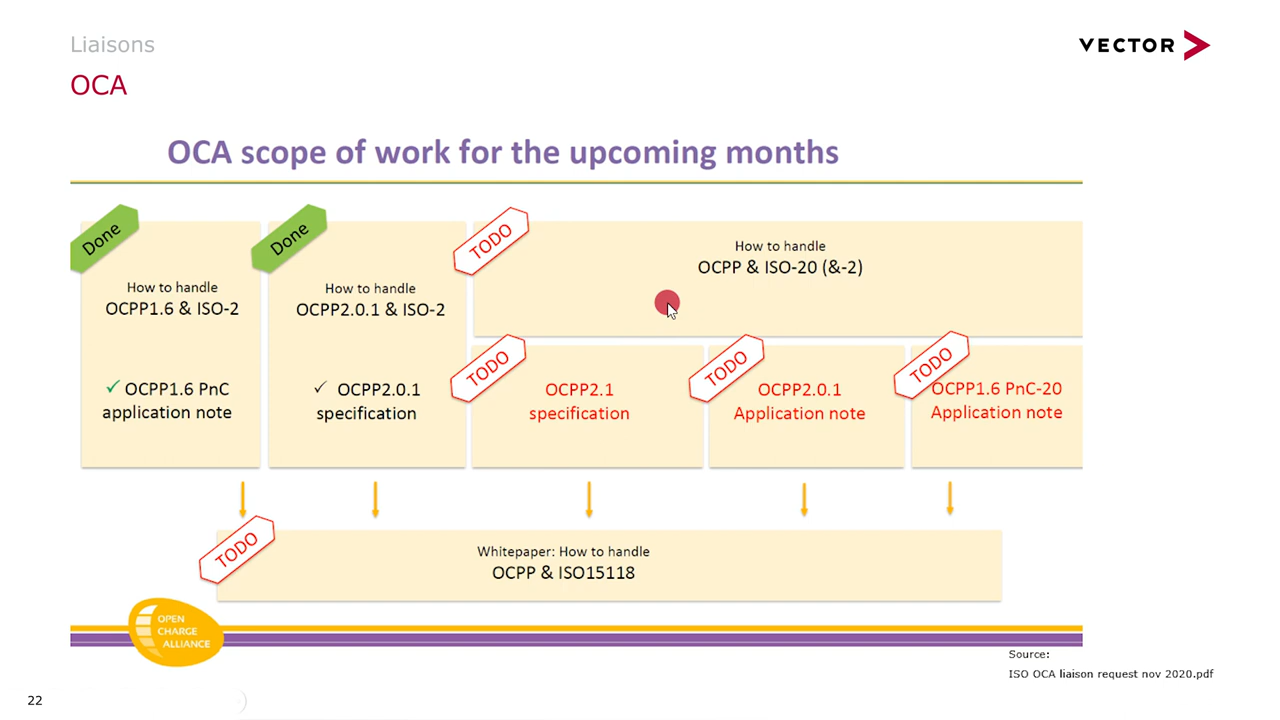 Liaisons
VECTOR
OCA
OCA scope of work for the upcoming months
Done
How to handle
OCPP1.6 & ISO-2
✓ OCPP1.6 PnC
application note
Done
How to handle
OCPP2.0.1 & ISO-2
✓ OCPP2.0.1
specification
TODO
How to handle
OCPP & ISO-20 (&-2)
TODO
OCPP2.1
specification
TODO
OCPP2.0.1
Application note
TODO
OCPP1.6 PnC-20
Application note
TODO
Whitepaper: How to handle
OCPP & ISO15118
OPEN
CHARGE
ALLIANCE
Source:
ISO OCA liaison request nov 2020.pdf
22